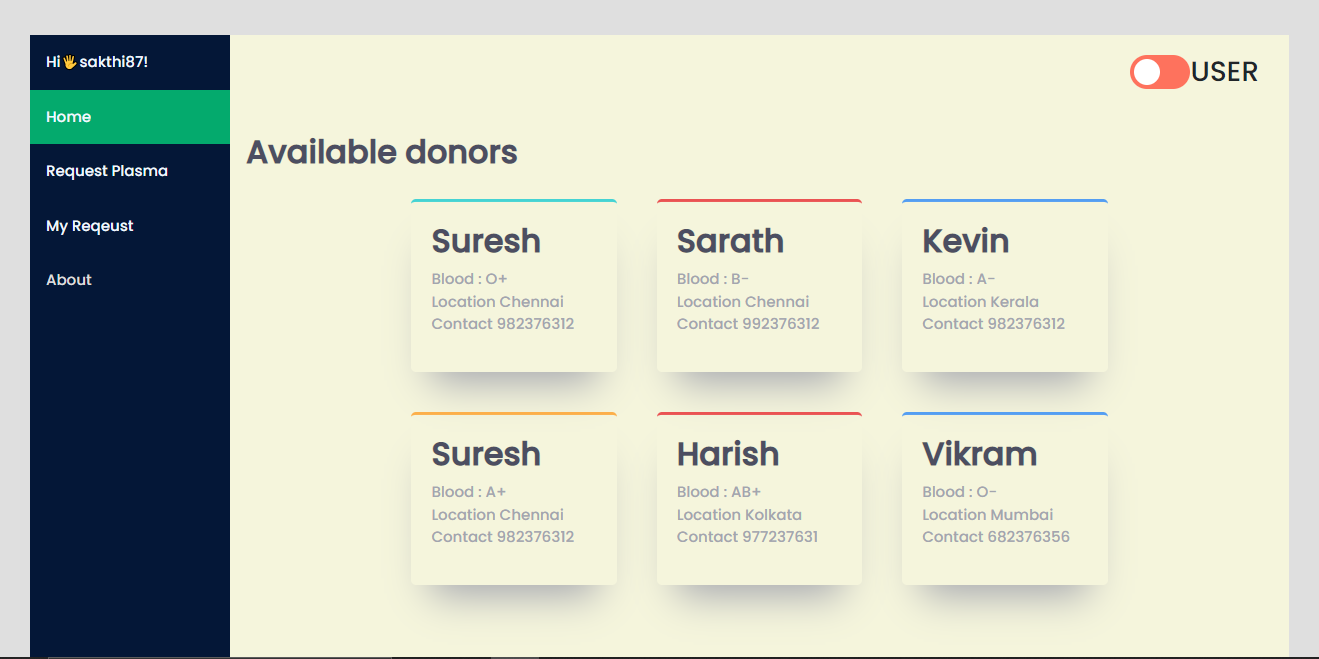 Hi🖐sakthi87!
Home
Request Plasma
My Reqeust
About
USER
Available donors
Suresh
Blood : O+
Location Chennai
Contact 982376312
Sarath
Blood : B-
Location Chennai
Contact 992376312
Kevin
Blood : A-
Location Kerala
Contact 982376312
Suresh
Blood : A+
Location Chennai
Contact 982376312
Harish
Blood : AB+
Location Kolkata
Contact 977237631
Vikram
Blood : O-
Location Mumbai
Contact 682376356